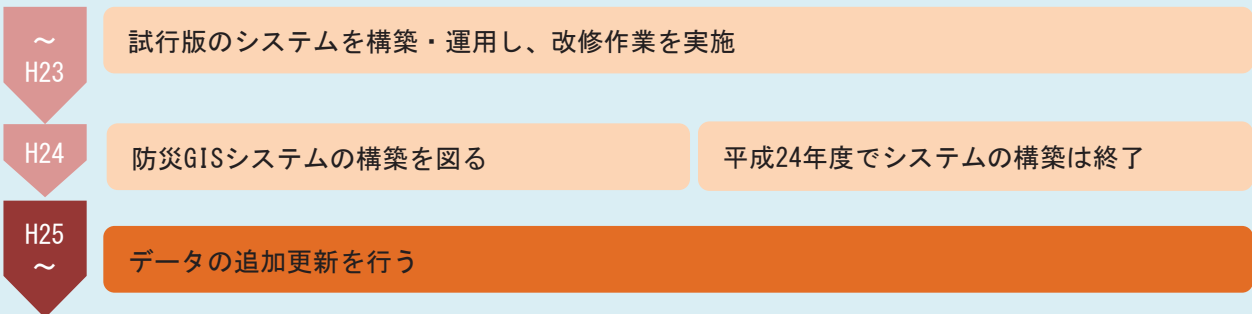 ～
H23
試行版のシステムを構築・運用し、改修作業を実施
H24
防災GISシステムの構築を図る
平成24年度でシステムの構築は終了
H25
～
データの追加更新を行う